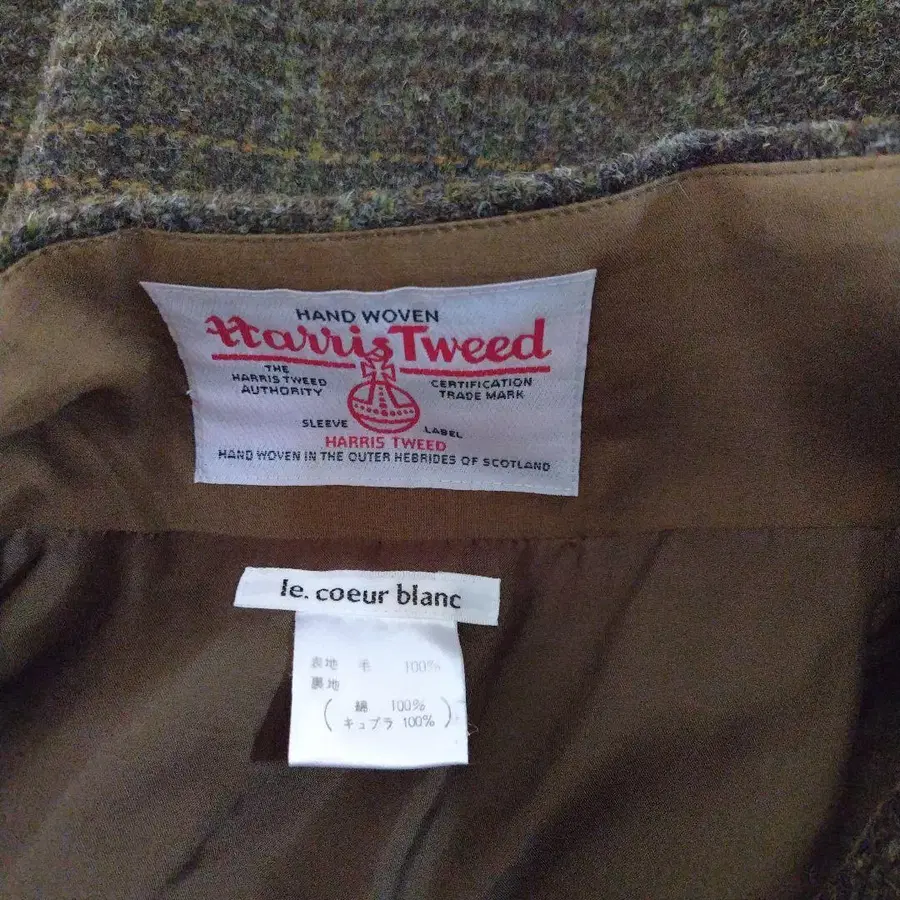 HAND WOVEN
Harris Tweed
THE
HARRIS TWEED
AUTHORITY
CERTIFICATION
TRADE MARK
SLEEVE LABEL
HARRIS TWEED
HAND WOVEN IN THE OUTER HEBRIDES OF SCOTLAND
le. coeur blanc
表地 毛 100%
裏地
( 綿 100%
キュプラ 100% )